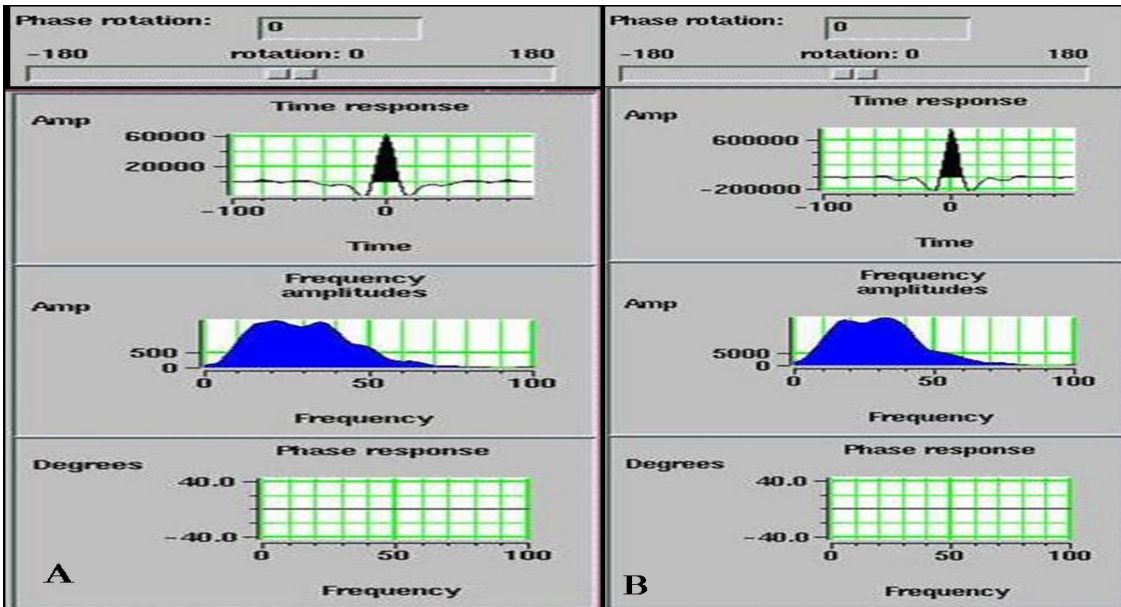 Phase rotation: 0
-180 rotation: 0 180
Time response
Amp
60000
20000
-100 0
Time
Frequency
amplitudes
Amp
500
0
0 50 100
Frequency
Phase response
Degrees
40.0
-40.0
0 50 100
Frequency
A
Phase rotation: 0
-180 rotation: 0 180
Time response
Amp
600000
-200000
-100 0
Time
Frequency
amplitudes
Amp
5000
0
0 50 100
Frequency
Phase response
Degrees
40.0
-40.0
0 50 100
Frequency
B